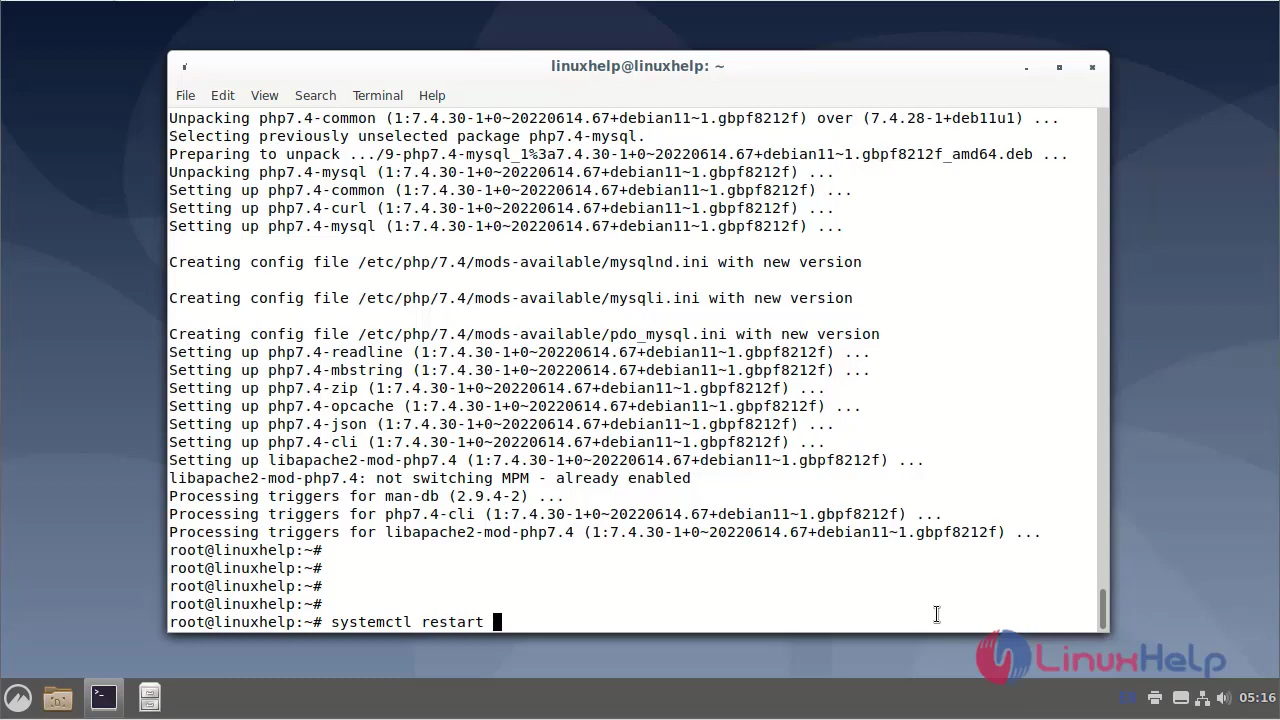 linuxhelp@linuxhelp: ~
File Edit View Search Terminal Help
Unpacking php7.4-common (1:7.4.30-1+0~20220614.67+debian11~1.gbpf8212f) over (7.4.28-1+deb11u1) ...
Selecting previously unselected package php7.4-mysql.
Preparing to unpack .../9-php7.4-mysql_1%3a7.4.30-1+0~20220614.67+debian11~1.gbpf8212f_amd64.deb ...
Unpacking php7.4-mysql (1:7.4.30-1+0~20220614.67+debian11~1.gbpf8212f) ...
Setting up php7.4-common (1:7.4.30-1+0~20220614.67+debian11~1.gbpf8212f) ...
Setting up php7.4-curl (1:7.4.30-1+0~20220614.67+debian11~1.gbpf8212f) ...
Setting up php7.4-mysql (1:7.4.30-1+0~20220614.67+debian11~1.gbpf8212f) ...
Creating config file /etc/php/7.4/mods-available/mysqlnd.ini with new version
Creating config file /etc/php/7.4/mods-available/mysqli.ini with new version
Creating config file /etc/php/7.4/mods-available/pdo_mysql.ini with new version
Setting up php7.4-readline (1:7.4.30-1+0~20220614.67+debian11~1.gbpf8212f) ...
Setting up php7.4-mbstring (1:7.4.30-1+0~20220614.67+debian11~1.gbpf8212f) ...
Setting up php7.4-zip (1:7.4.30-1+0~20220614.67+debian11~1.gbpf8212f) ...
Setting up php7.4-opcache (1:7.4.30-1+0~20220614.67+debian11~1.gbpf8212f) ...
Setting up php7.4-json (1:7.4.30-1+0~20220614.67+debian11~1.gbpf8212f) ...
Setting up php7.4-cli (1:7.4.30-1+0~20220614.67+debian11~1.gbpf8212f) ...
Setting up libapache2-mod-php7.4 (1:7.4.30-1+0~20220614.67+debian11~1.gbpf8212f) ...
libapache2-mod-php7.4: not switching MPM - already enabled
Processing triggers for man-db (2.9.4-2) ...
Processing triggers for php7.4-cli (1:7.4.30-1+0~20220614.67+debian11~1.gbpf8212f) ...
Processing triggers for libapache2-mod-php7.4 (1:7.4.30-1+0~20220614.67+debian11~1.gbpf8212f) ...
root@linuxhelp:~#
root@linuxhelp:~#
root@linuxhelp:~#
root@linuxhelp:~#
root@linuxhelp:~# systemctl restart
LinuxHelp
05:16